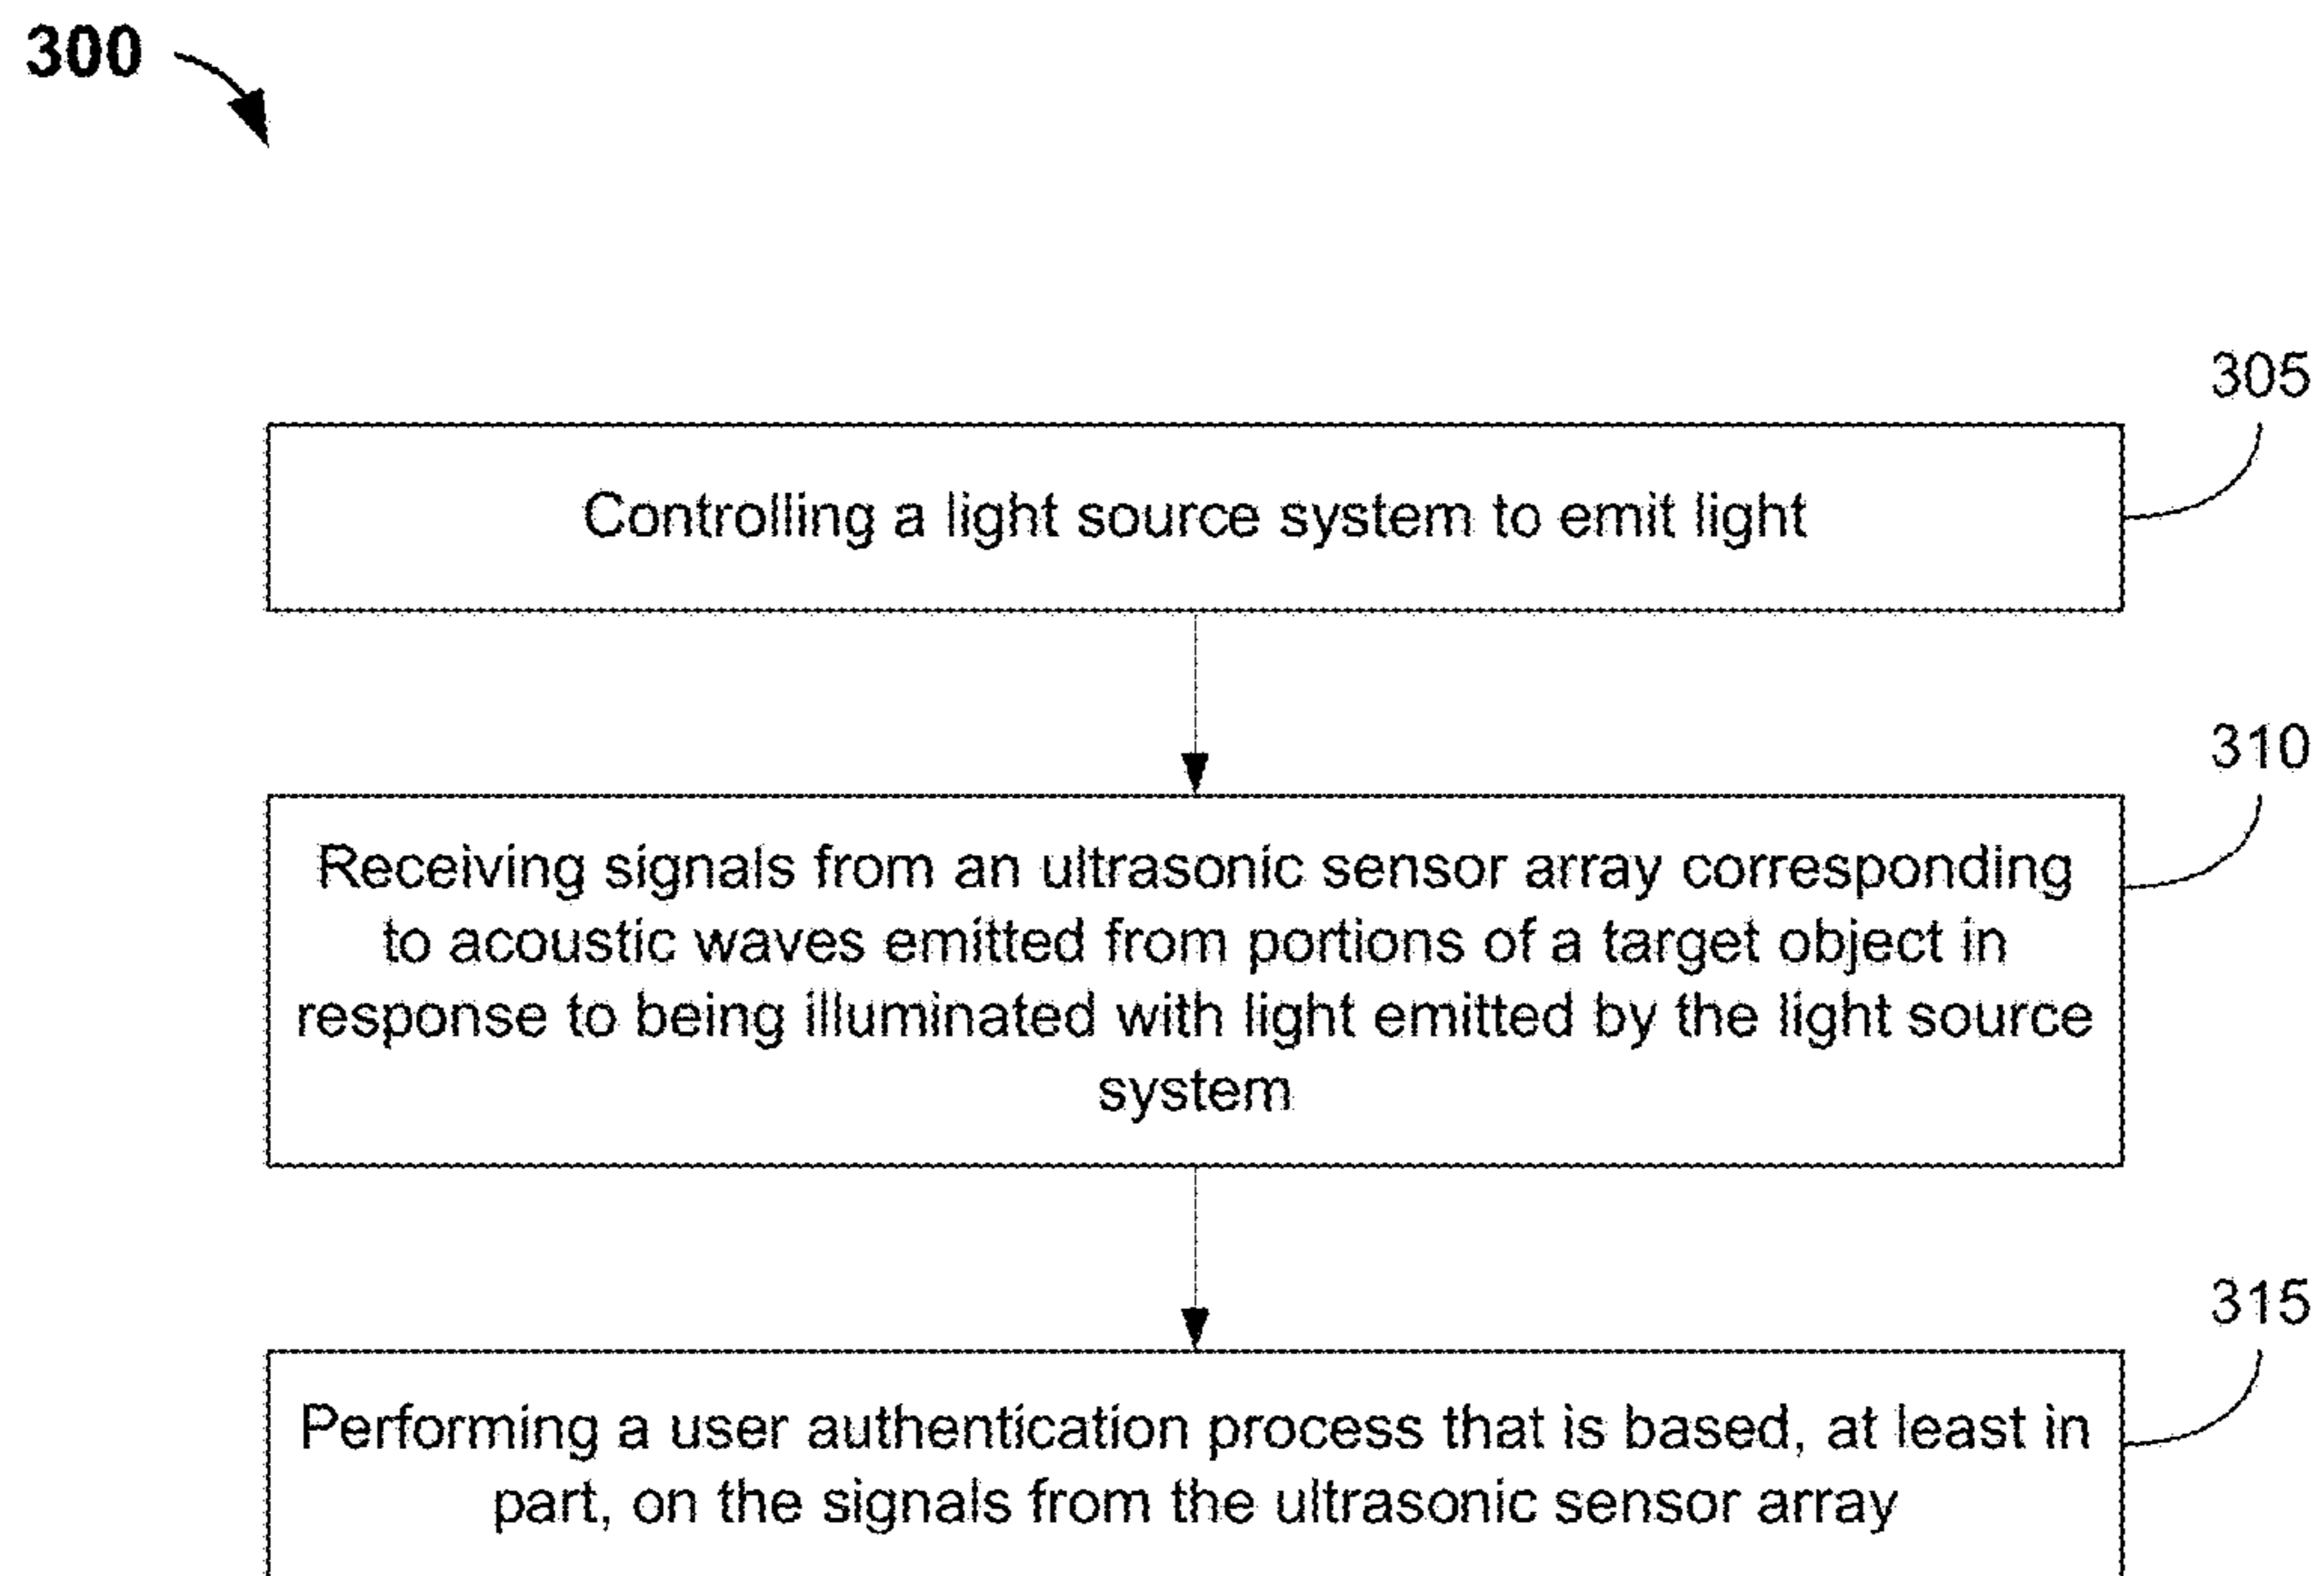 300
305
Controlling a light source system to emit light
310
Receiving signals from an ultrasonic sensor array corresponding
to acoustic waves emitted from portions of a target object in
response to being illuminated with light emitted by the light source
system
315
Performing a user authentication process that is based, at least in
part, on the signals from the ultrasonic sensor array